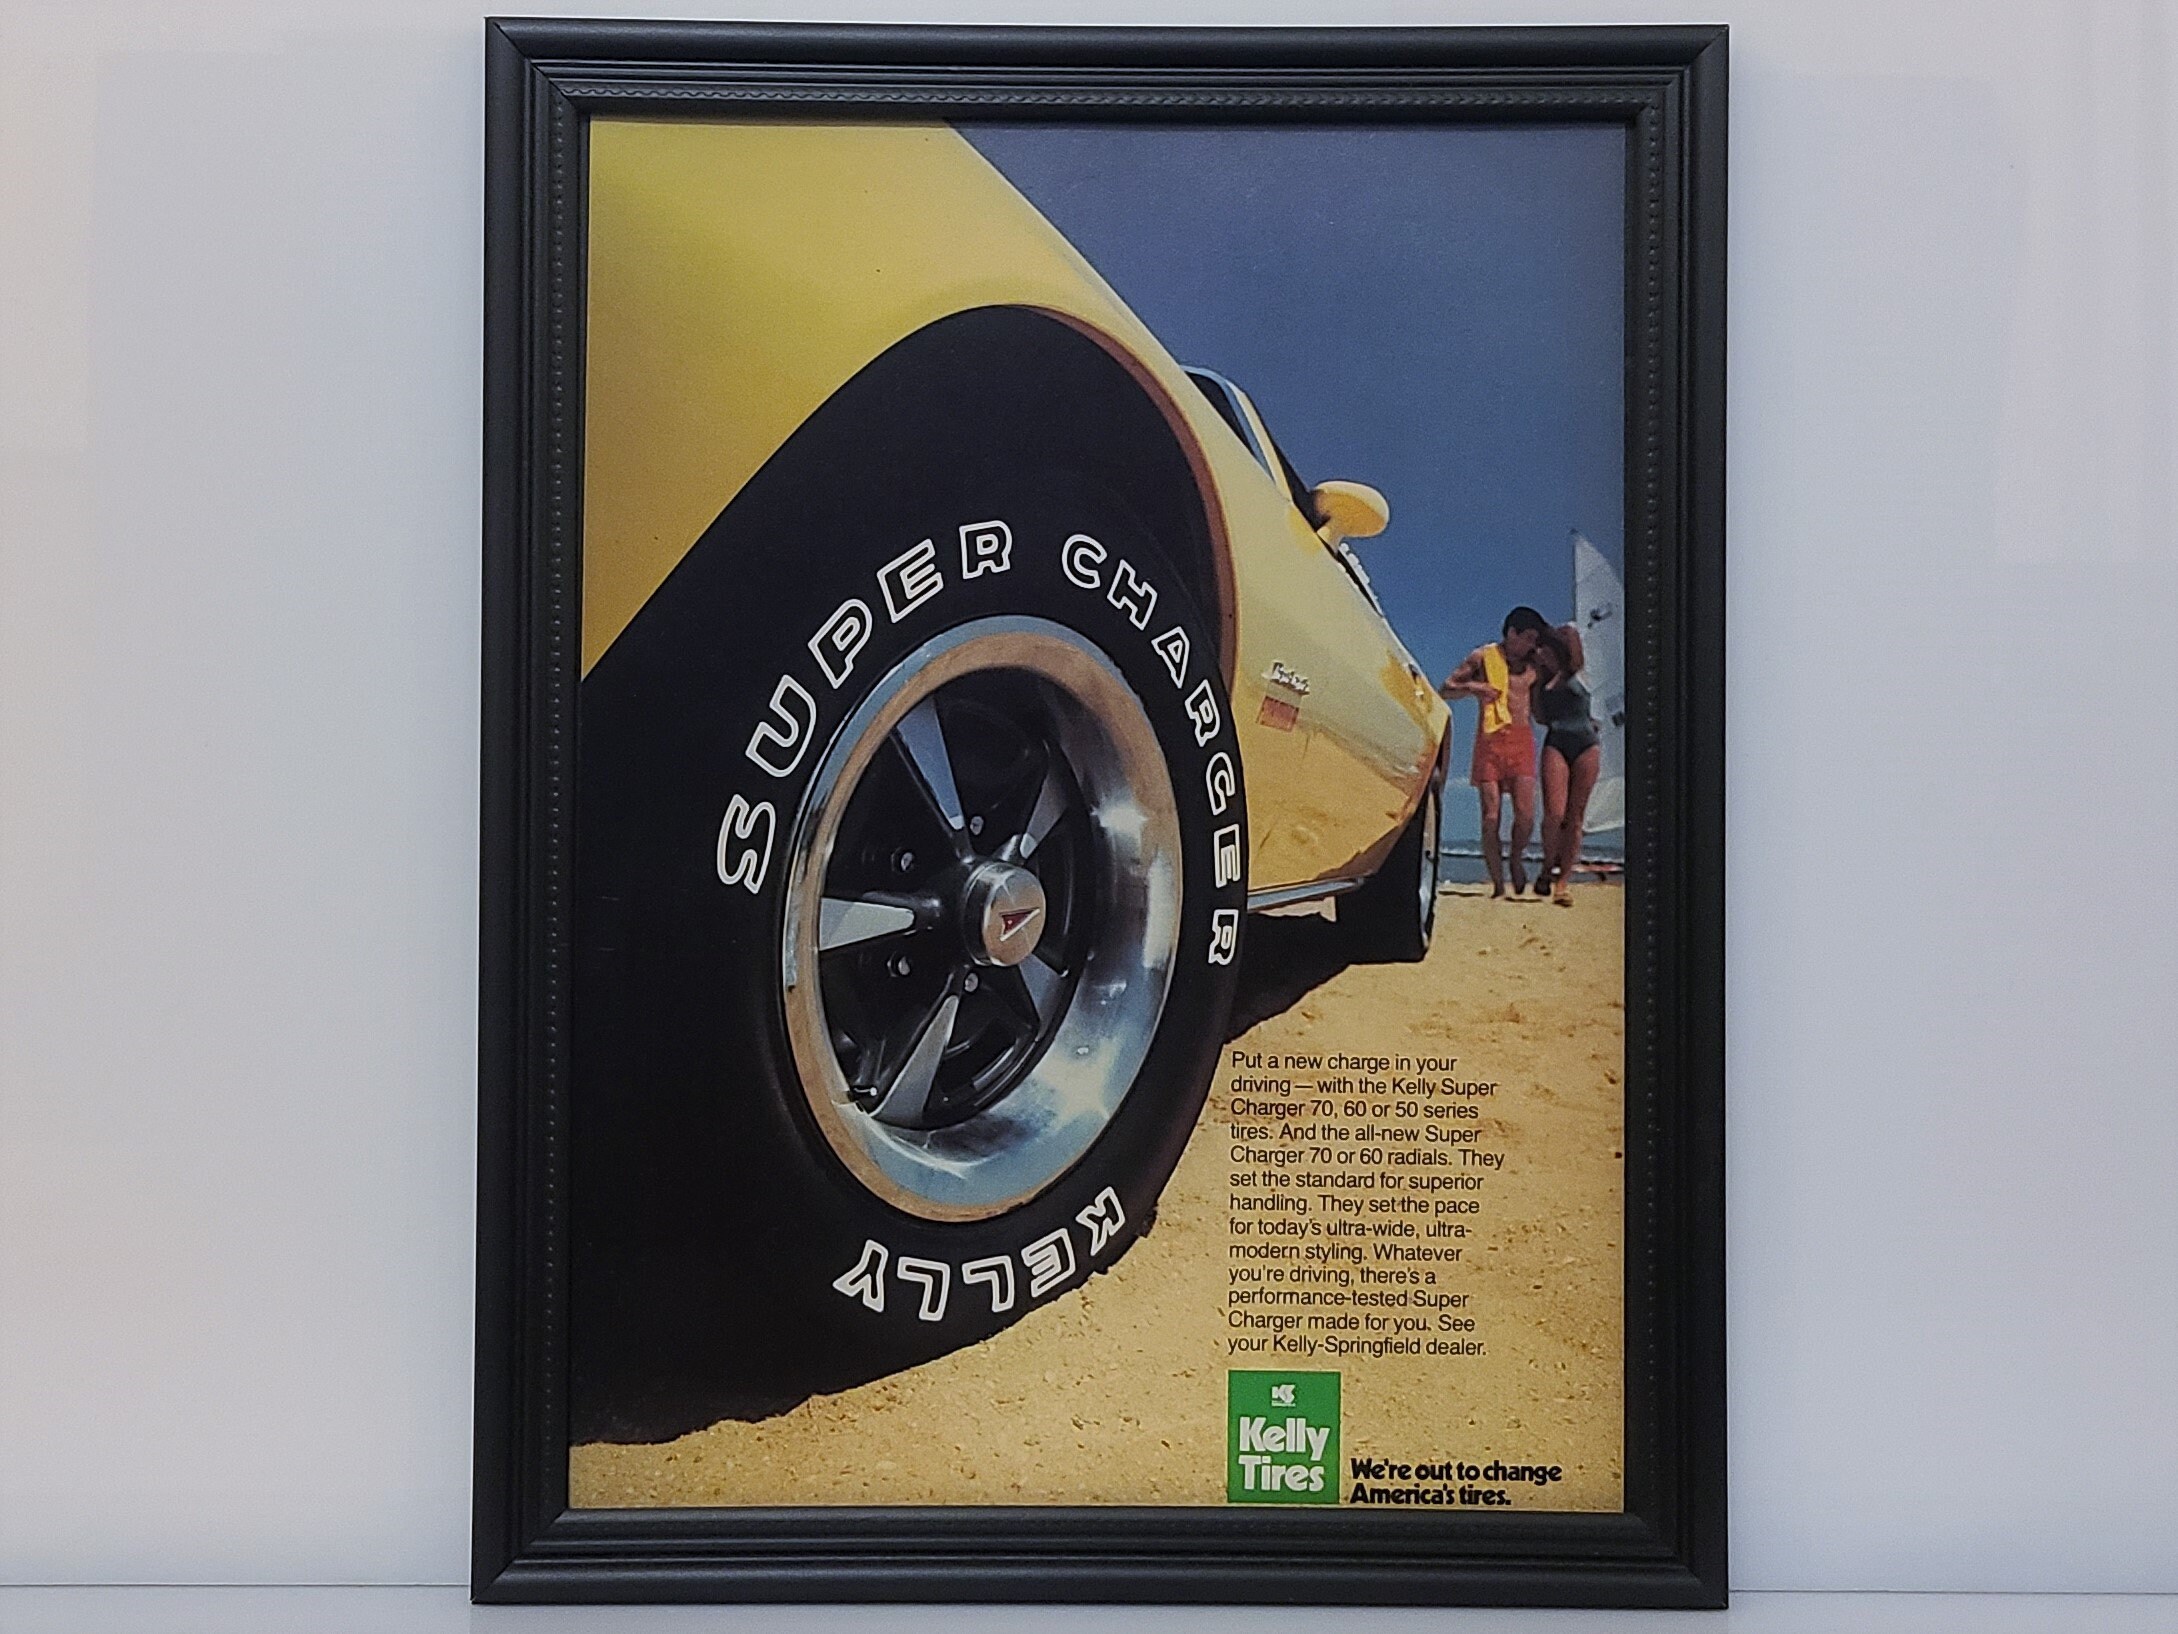 SUPER CHARGER
KELLY
Put a new charge in your
driving — with the Kelly Super
Charger 70, 60 or 50 series
tires. And the all-new Super
Charger 70 or 60 radials. They
set the standard for superior
handling. They set the pace
for today's ultra-wide, ultra-
modern styling. Whatever
you're driving, there's a
performance-tested Super
Charger made for you. See
your Kelly-Springfield dealer.
Kelly
Tires
We're out to change
America's tires.